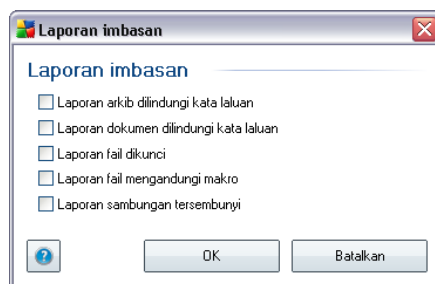 Laporan imbasan
Laporan imbasan
Laporan arkib dilindungi kata laluan
Laporan dokumen dilindungi kata laluan
Laporan fail dikunci
Laporan fail mengandungi makro
Laporan sambungan tersembunyi
? OK Batalkan